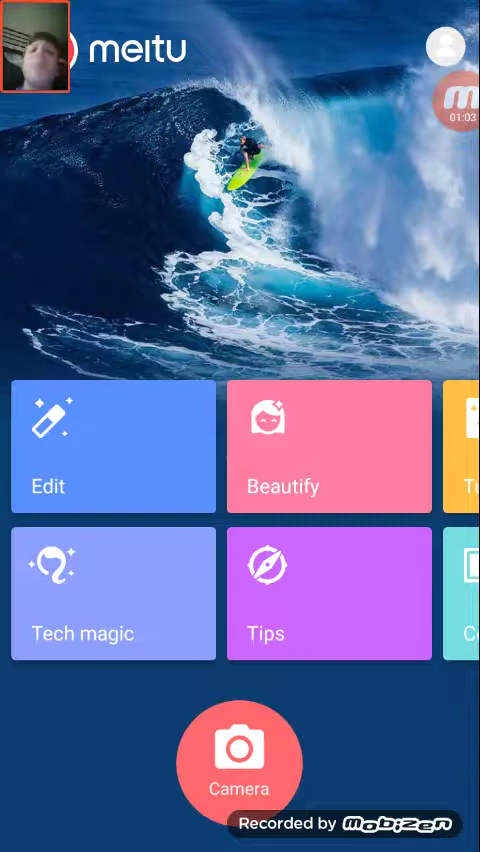 meitu
01:03
Edit
Beautify
Tech magic
Tips
Camera
Recorded by mobizen